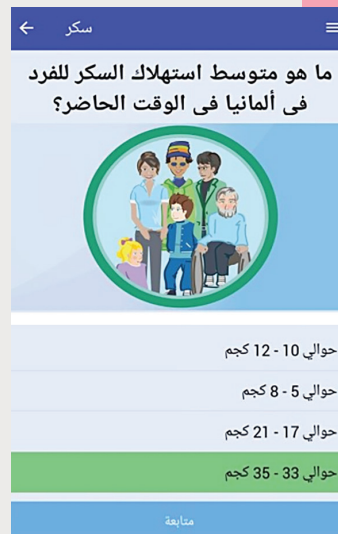 سكر
ما هو متوسط استهلاك السكر للفرد
فى ألمانيا فى الوقت الحاضر؟
حوالي 10 - 12 كجم
حوالي 5 - 8 كجم
حوالي 17 - 21 كجم
حوالي 33 - 35 كجم
متابعة